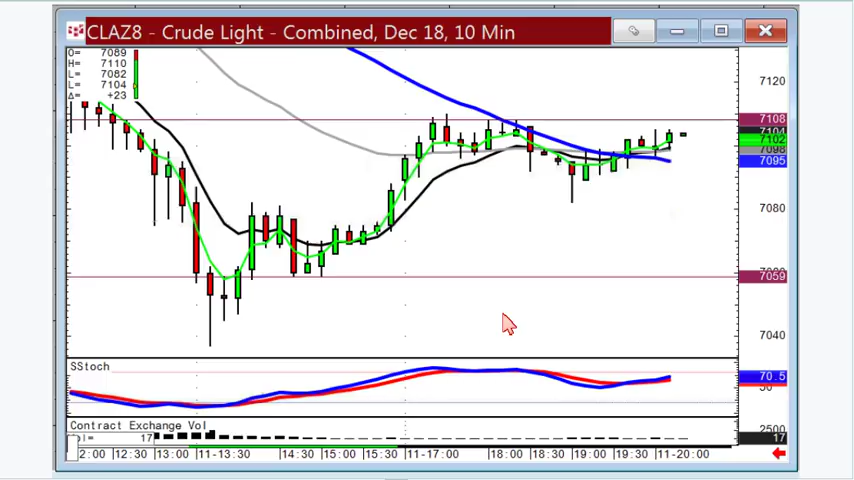 CLAZ8 - Crude Light - Combined, Dec 18, 10 Min
O= 7089
H= 7110
L= 7082
L= 7104
Δ= +23
7120
7108
7104
7102
7098
7095
7080
7059
7040
SStoch
70.5
50
Contract Exchange Vol
Vol= 17
2500
17
2:00 12:30 13:00 11-13:30 14:30 15:00 15:30 11-17:00 18:00 18:30 19:00 19:30 11-20:00